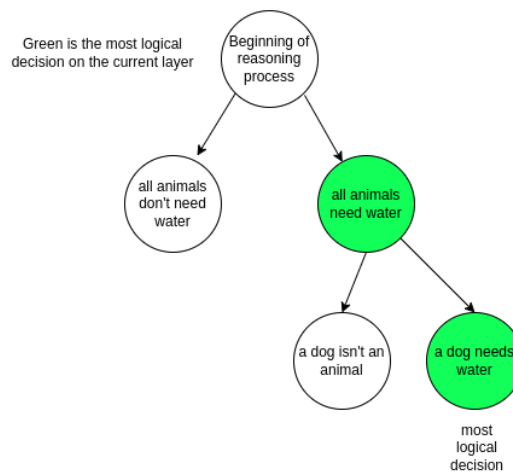 Green is the most logical
decision on the current layer
Beginning of
reasoning
process
all animals
don't need
water
all animals
need water
a dog isn't an
animal
a dog needs
water
most
logical
decision